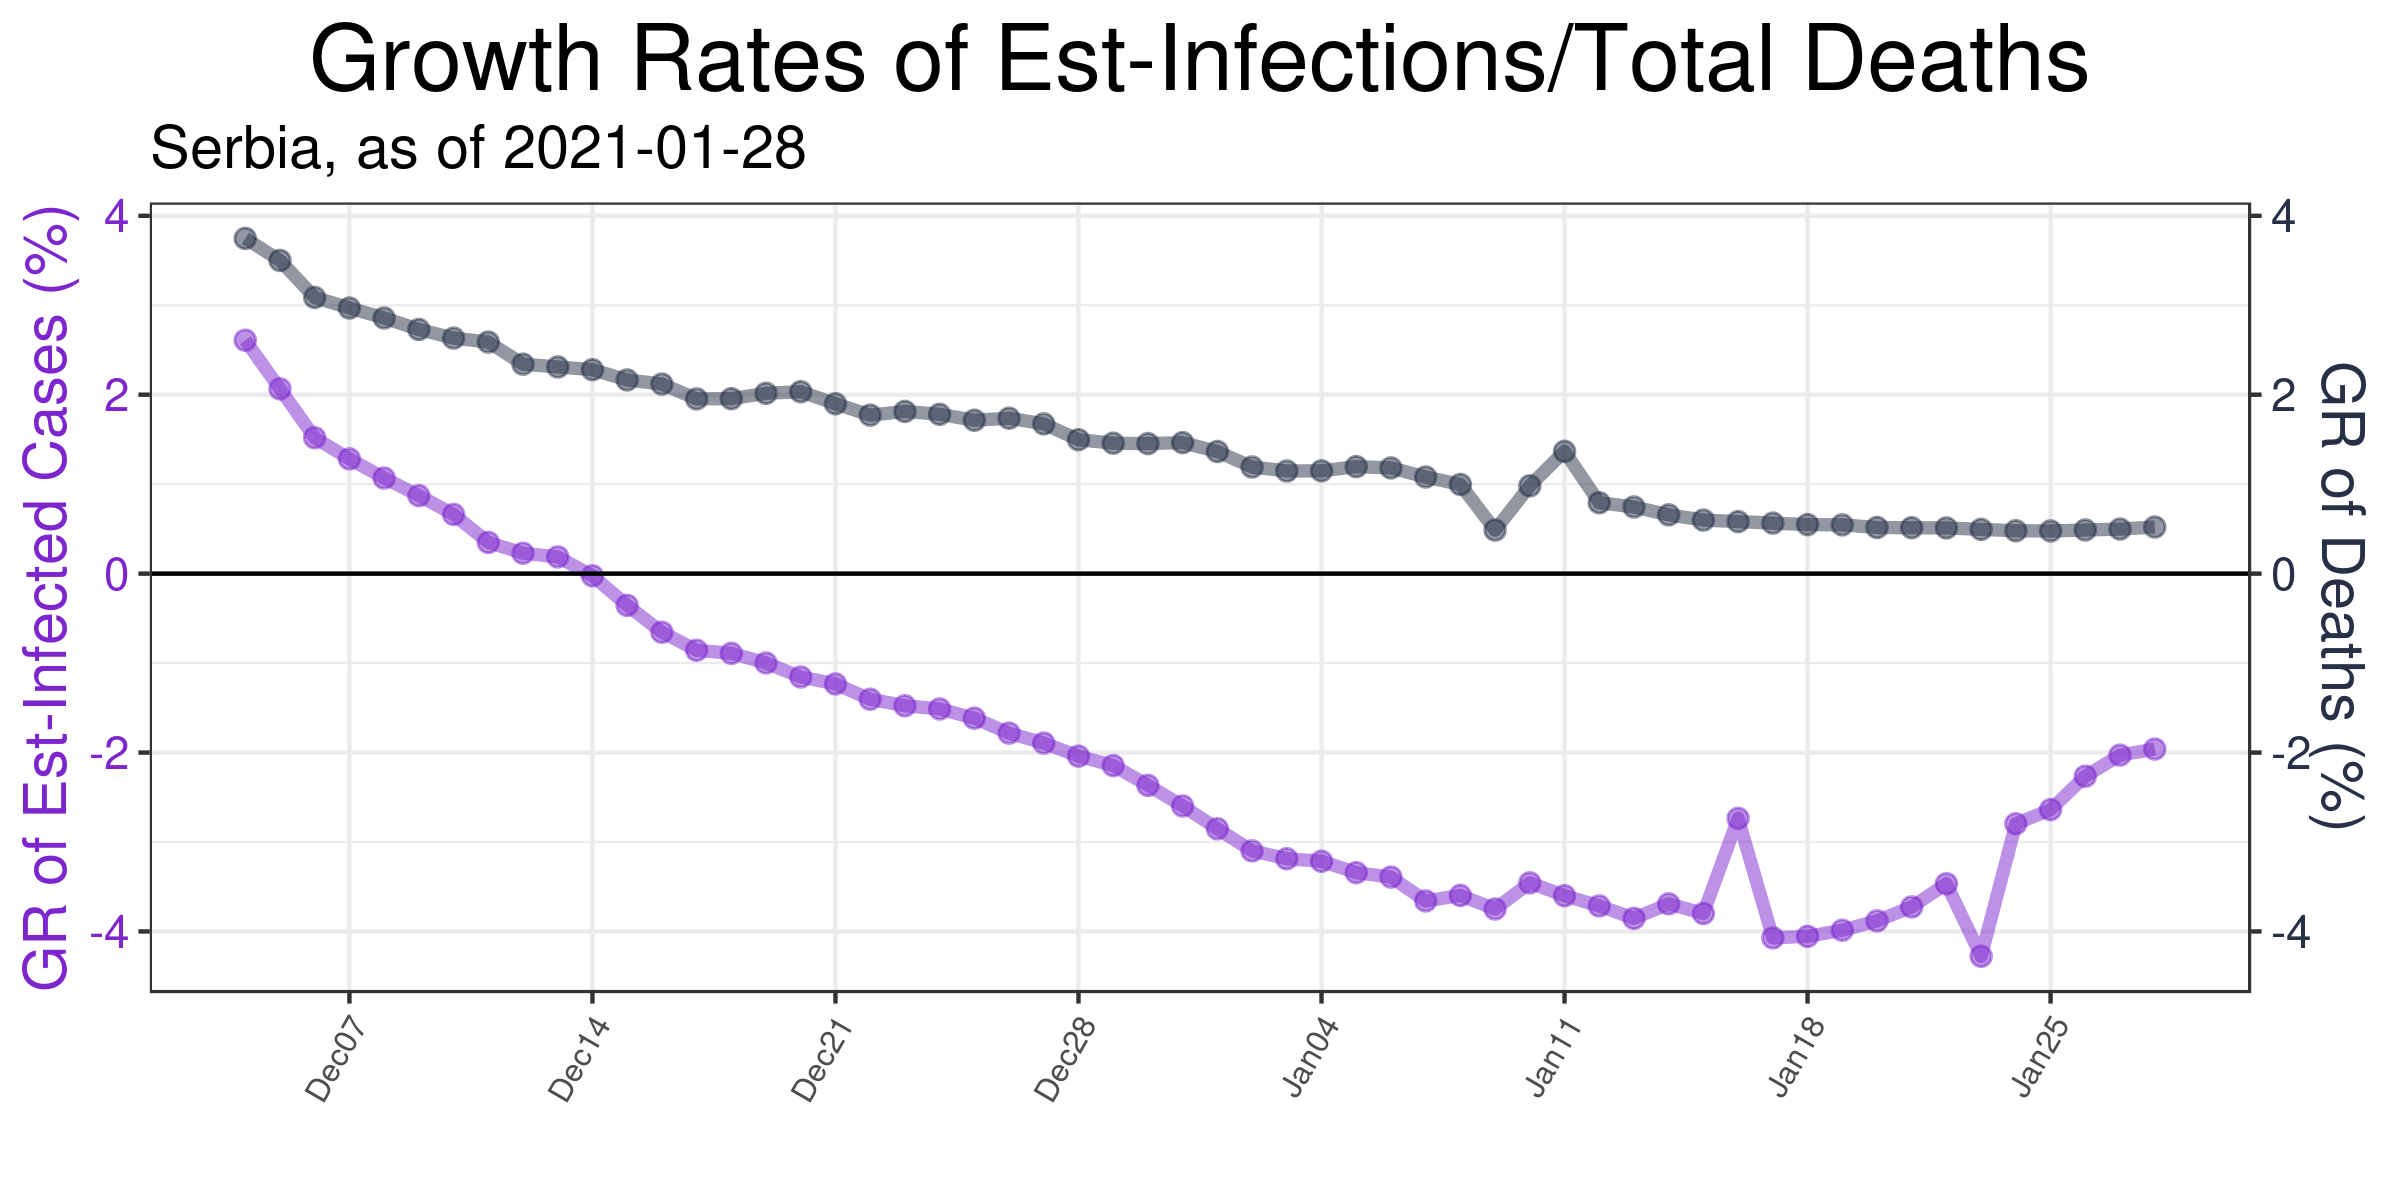 Growth Rates of Est-Infections/Total Deaths
Serbia, as of 2021-01-28
GR of Est-Infected Cases (%)
4
2
0
-2
-4
4
2
0
-2
-4
GR of Deaths (%)
Dec07
Dec14
Dec21
Dec28
Jan04
Jan11
Jan18
Jan25